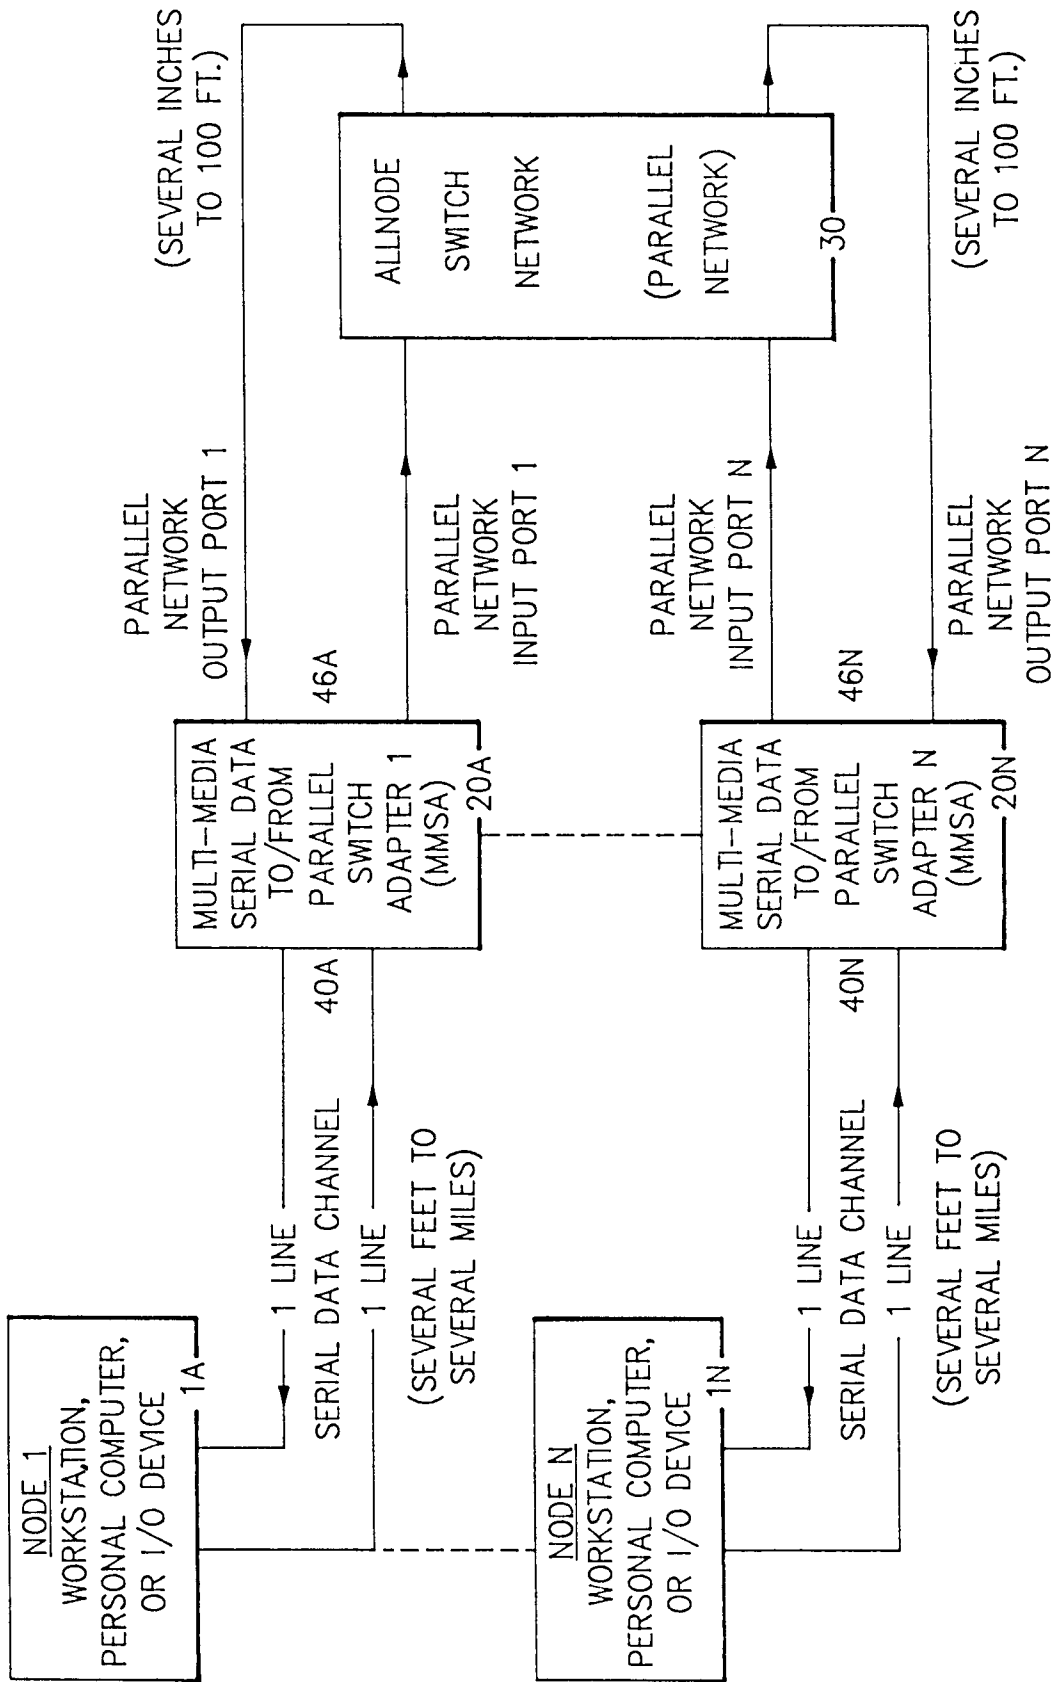 NODE 1
WORKSTATION,
PERSONAL COMPUTER,
OR I/O DEVICE
1A
1 LINE
SERIAL DATA CHANNEL
1 LINE
(SEVERAL FEET TO
SEVERAL MILES)
40A
MULTI-MEDIA
SERIAL DATA
TO/FROM
PARALLEL
SWITCH
ADAPTER 1
(MMSA)
20A
46A
PARALLEL
NETWORK
OUTPUT PORT 1
(SEVERAL INCHES
TO 100 FT.)
PARALLEL
NETWORK
INPUT PORT 1
ALLNODE
SWITCH
NETWORK
(PARALLEL
NETWORK)
30
NODE N
WORKSTATION,
PERSONAL COMPUTER,
OR I/O DEVICE
1N
1 LINE
SERIAL DATA CHANNEL
1 LINE
(SEVERAL FEET TO
SEVERAL MILES)
40N
MULTI-MEDIA
SERIAL DATA
TO/FROM
PARALLEL
SWITCH
ADAPTER N
(MMSA)
20N
46N
PARALLEL
NETWORK
INPUT PORT N
PARALLEL
NETWORK
OUTPUT PORT N
(SEVERAL INCHES
TO 100 FT.)